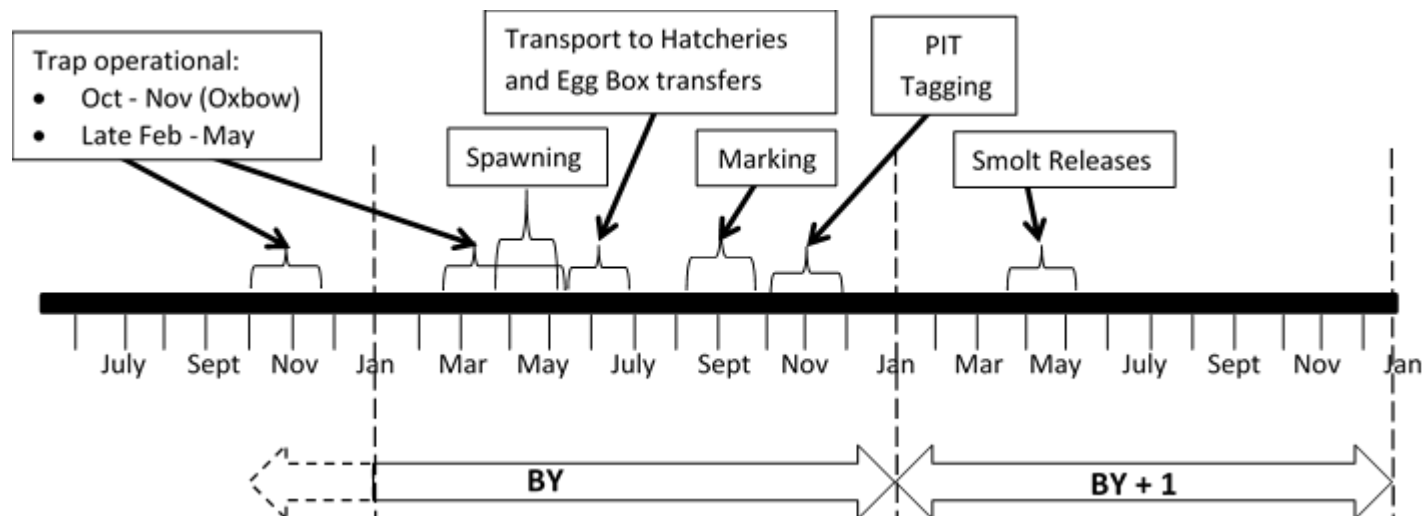 Trap operational:
• Oct - Nov (Oxbow)
• Late Feb - May
Transport to Hatcheries
and Egg Box transfers
PIT
Tagging
Spawning
Marking
Smolt Releases
July Sept Nov Jan Mar May July Sept Nov Jan Mar May July Sept Nov Jan
BY BY + 1